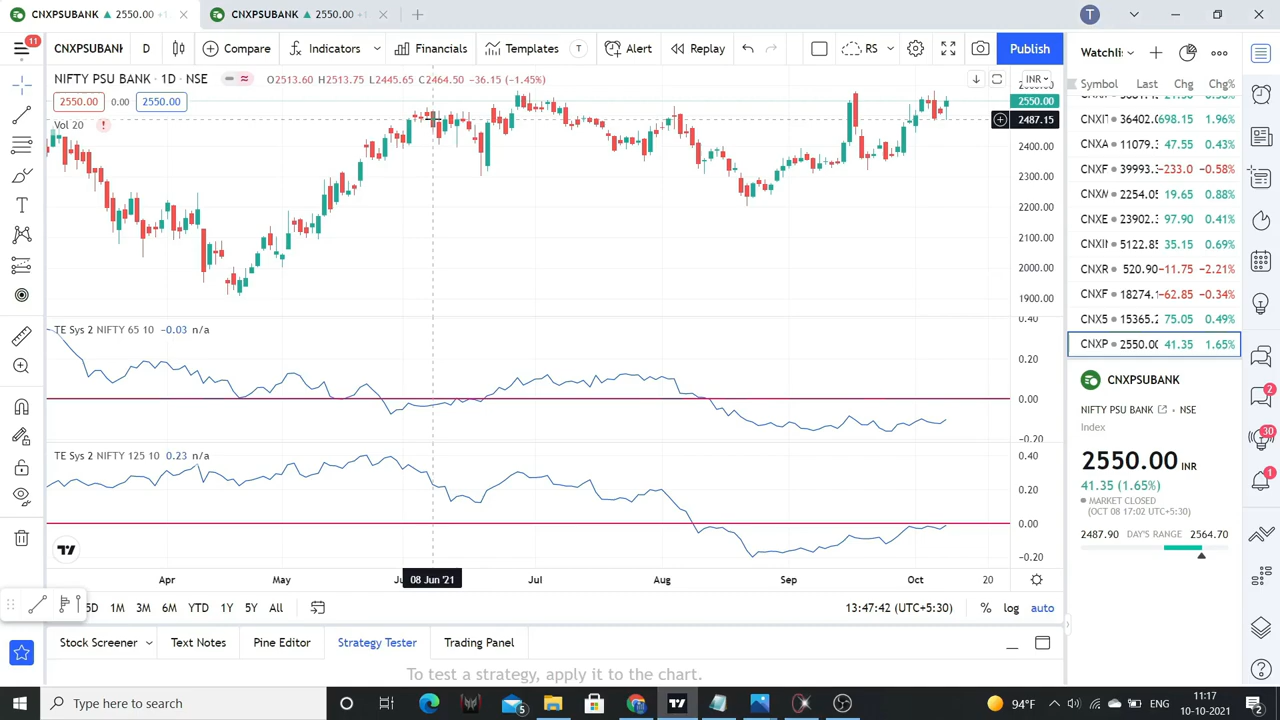 CNXPSUBANK ▲ 2550.00
CNXPSUBANK ▲ 2550.00
T
11
CNXPSUBANK D Compare Indicators Financials Templates T Alert Replay RS Publish
Watchlis
NIFTY PSU BANK · 1D · NSE O2513.60 H2513.75 L2445.65 C2464.50 −36.15 (−1.45%)
INR
2550.00 0.00 2550.00
Vol 20
2550.00
2487.15
2400.00
2300.00
2200.00
2100.00
2000.00
1900.00
TE Sys 2 NIFTY 65 10 −0.03 n/a
0.40
0.20
0.00
−0.20
TE Sys 2 NIFTY 125 10 0.23 n/a
0.40
0.20
0.00
−0.20
Apr May 08 Jun '21 Jul Aug Sep Oct 20
5D 1M 3M 6M YTD 1Y 5Y All
13:47:42 (UTC+5:30) % log auto
Stock Screener Text Notes Pine Editor Strategy Tester Trading Panel
To test a strategy, apply it to the chart.
Symbol Last Chg Chg%
CNXIT 36402. 698.15 1.96%
CNXA 11079.3 47.55 0.43%
CNXF 39993.3 −233.0 −0.58%
CNXM 2254.05 19.65 0.88%
CNXE 23902. 97.90 0.41%
CNXIN 5122.85 35.15 0.69%
CNXR 520.90 −11.75 −2.21%
CNXF 18274.1 −62.85 −0.34%
CNX5 15365.2 75.05 0.49%
CNXP 2550.00 41.35 1.65%
CNXPSUBANK
NIFTY PSU BANK · NSE
Index
2550.00 INR
41.35 (1.65%)
MARKET CLOSED
(OCT 08 17:02 UTC+5:30)
2487.90 DAY'S RANGE 2564.70
2
30
1
Type here to search
5
94°F ENG
11:17
10-10-2021